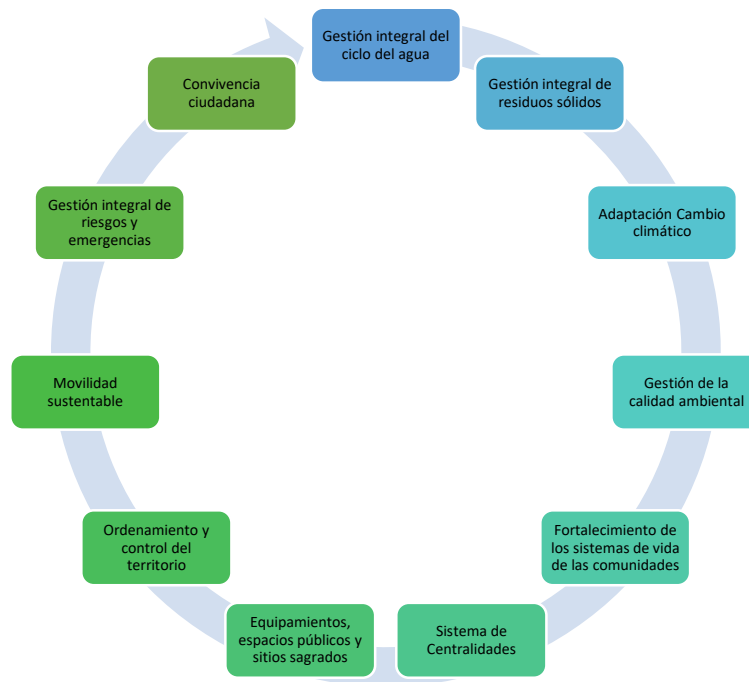 Gestión integral del
ciclo del agua
Gestión integral de
residuos sólidos
Adaptación Cambio
climático
Gestión de la
calidad ambiental
Fortalecimiento de
los sistemas de vida
de las comunidades
Sistema de
Centralidades
Equipamientos,
espacios públicos y
sitios sagrados
Ordenamiento y
control del
territorio
Movilidad
sustentable
Gestión integral de
riesgos y
emergencias
Convivencia
ciudadana